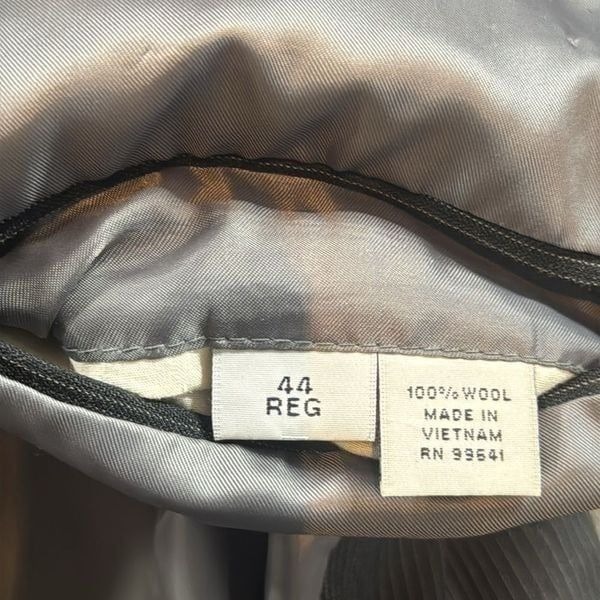 44
REG
100% WOOL
MADE IN
VIETNAM
RN 99641